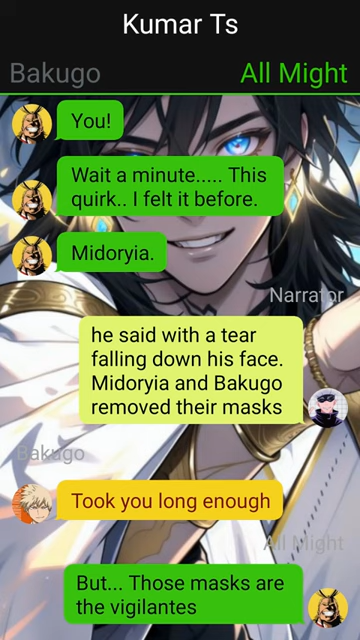 Kumar Ts
Bakugo
All Might
You!
Wait a minute..... This
quirk.. I felt it before.
Midoryia.
Narrator
he said with a tear
falling down his face.
Midoryia and Bakugo
removed their masks
Bakugo
Took you long enough
All Might
But... Those masks are
the vigilantes